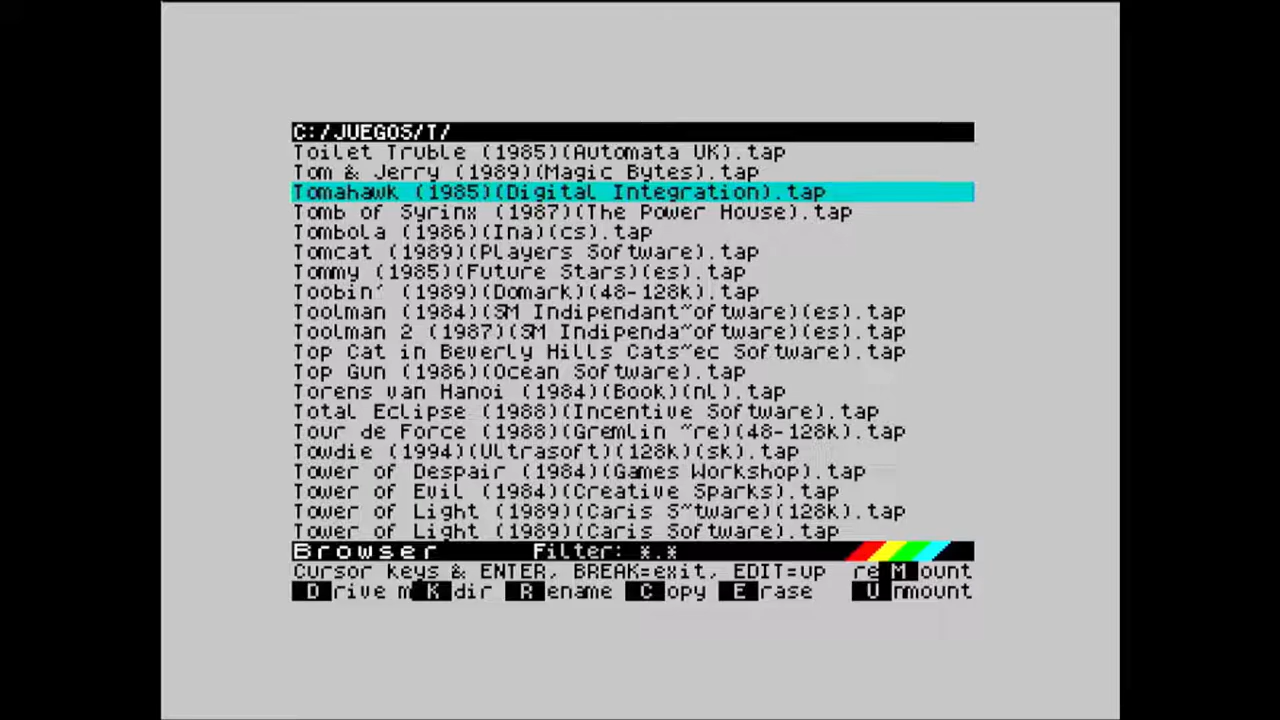 C:/JUEGOS/T/
Toilet Truble (1985)(Automata UK).tap
Tom & Jerry (1989)(Magic Bytes).tap
Tomahawk (1985)(Digital Integration).tap
Tomb of Syrinx (1987)(The Power House).tap
Tombola (1986)(Ina)(cs).tap
Tomcat (1989)(Players Software).tap
Tommy (1985)(Future Stars)(es).tap
Toobin' (1989)(Domark)(48-128k).tap
Toolman (1984)(SM Indipendant~oftware)(es).tap
Toolman 2 (1987)(SM Indipenda~oftware)(es).tap
Top Cat in Beverly Hills Cats~ec Software).tap
Top Gun (1986)(Ocean Software).tap
Torens van Hanoi (1984)(Book)(nl).tap
Total Eclipse (1988)(Incentive Software).tap
Tour de Force (1988)(Gremlin ~re)(48-128k).tap
Towdie (1994)(Ultrasoft)(128k)(sk).tap
Tower of Despair (1984)(Games Workshop).tap
Tower of Evil (1984)(Creative Sparks).tap
Tower of Light (1989)(Caris S~tware)(128k).tap
Tower of Light (1989)(Caris Software).tap
Browser Filter: *.*
Cursor keys & ENTER, BREAK=exit, EDIT=up reMount
Drive mKdir Rename Copy Erase Unmount